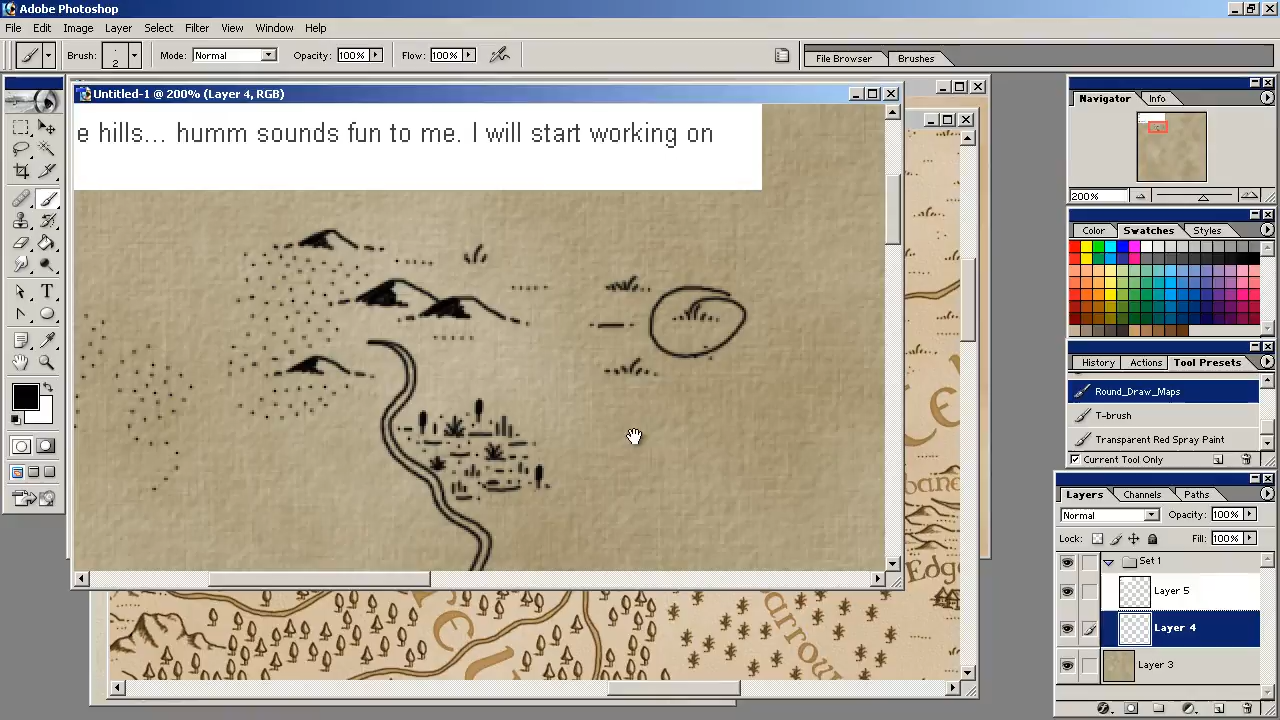 Adobe Photoshop
File Edit Image Layer Select Filter View Window Help
Brush: 2 Mode: Normal Opacity: 100% Flow: 100% File Browser Brushes
Untitled-1 @ 200% (Layer 4, RGB)
e hills... humm sounds fun to me. I will start working on
Navigator Info
200%
Color Swatches Styles
History Actions Tool Presets
Round_Draw_Maps
T-brush
Transparent Red Spray Paint
Current Tool Only
Layers Channels Paths
Normal Opacity: 100%
Lock: Fill: 100%
Set 1
Layer 5
Layer 4
Layer 3
Edge
arrow